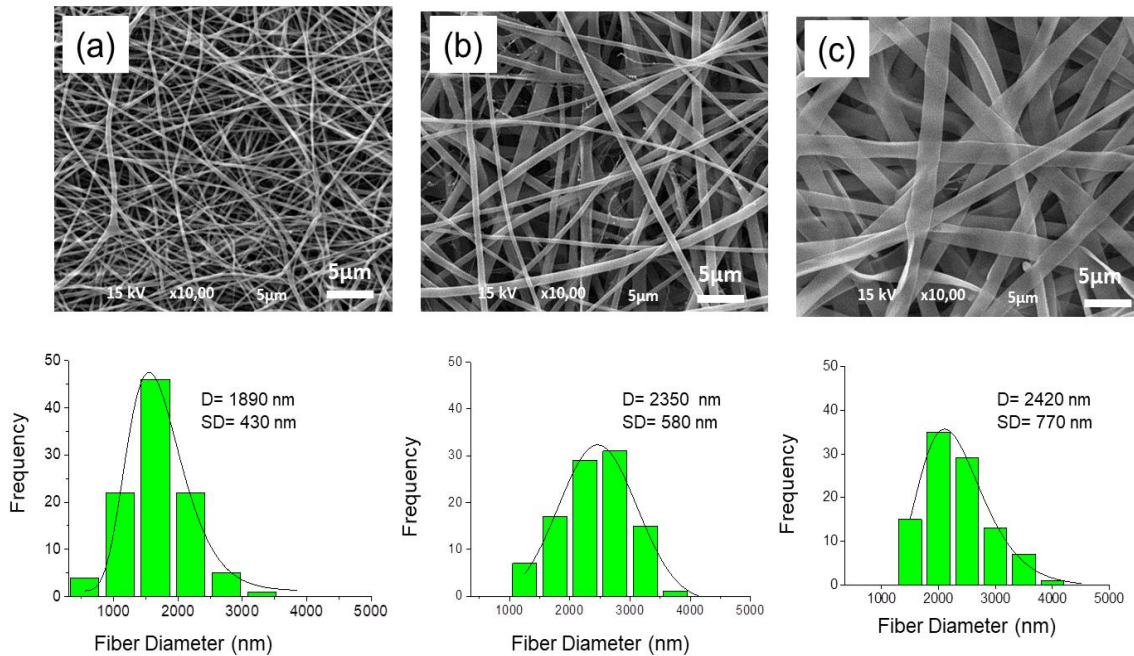 (a)
5µm
15 kV x10,00 5µm
(b)
5µm
15 kV x10,00 5µm
(c)
5µm
15 kV x10,00 5µm
50
40
30
20
10
0
Frequency
D= 1890 nm
SD= 430 nm
1000 2000 3000 4000 5000
Fiber Diameter (nm)
50
40
30
20
10
0
Frequency
D= 2350 nm
SD= 580 nm
1000 2000 3000 4000 5000
Fiber Diameter (nm)
50
40
30
20
10
0
Frequency
D= 2420 nm
SD= 770 nm
1000 2000 3000 4000 5000
Fiber Diameter (nm)